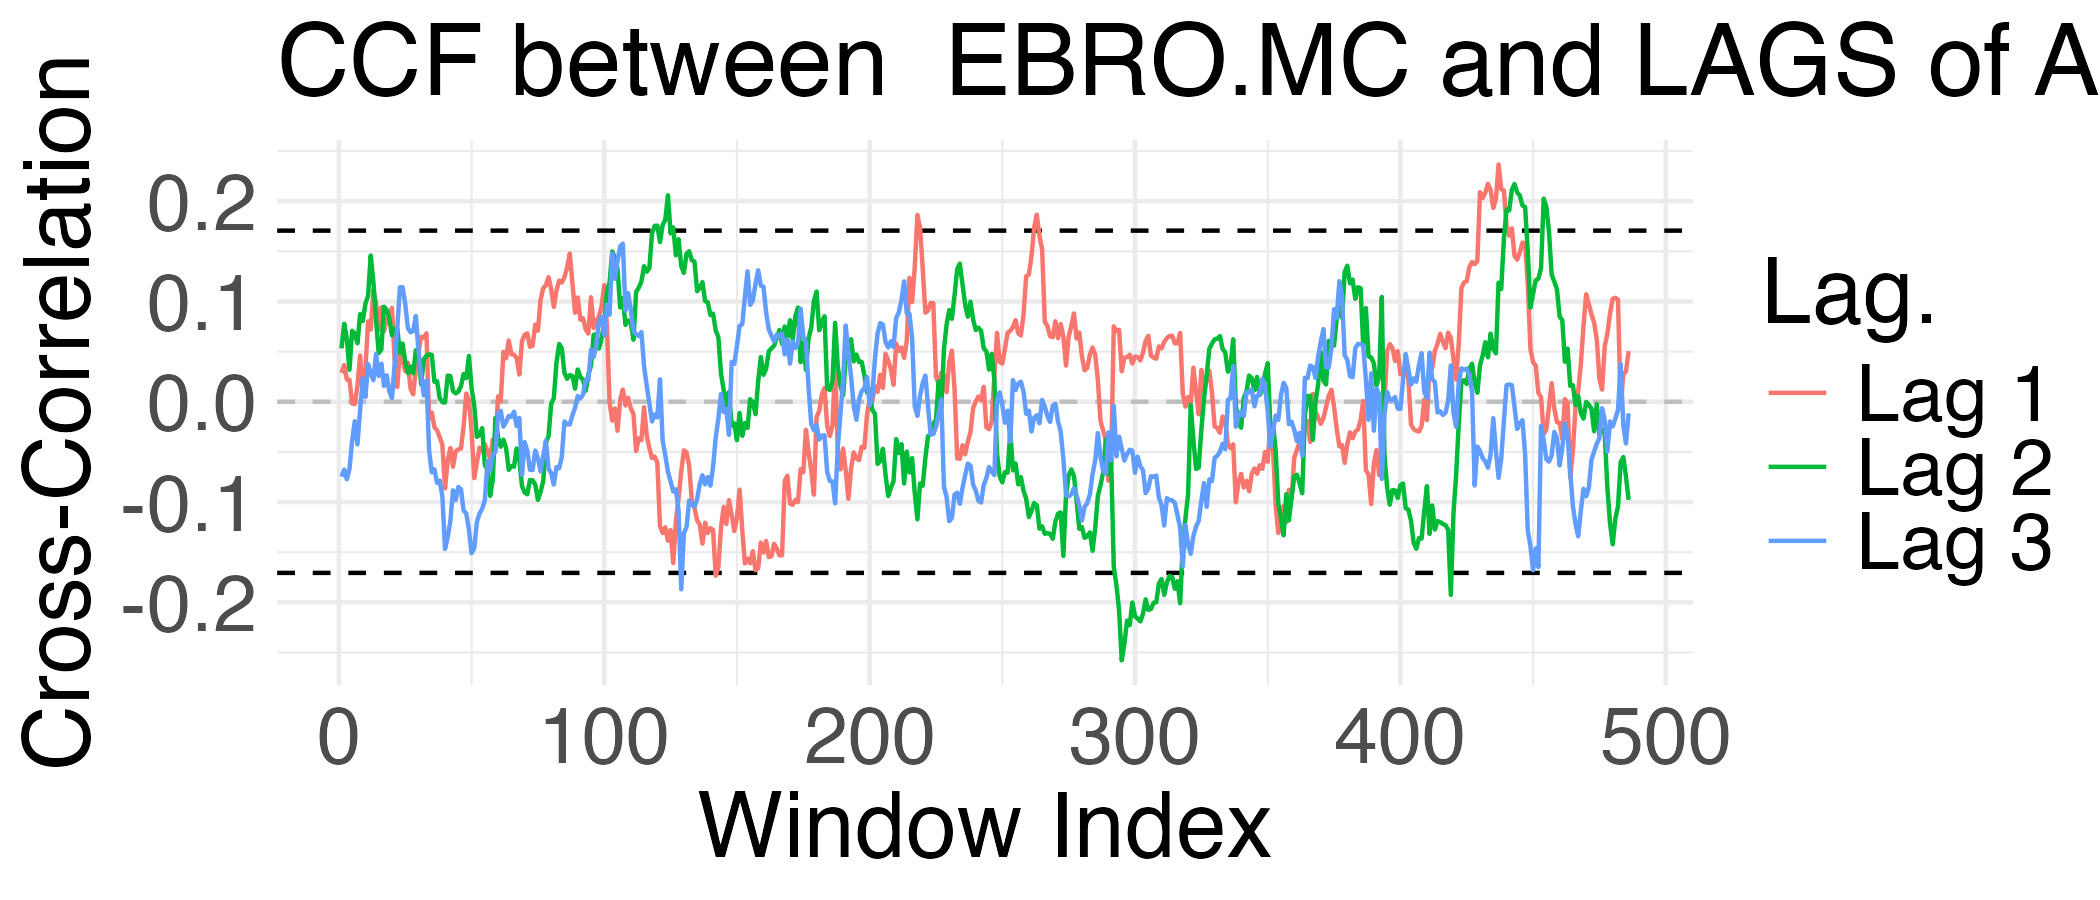 CCF between  EBRO.MC and LAGS of A
Cross-Correlation
0.2
0.1
0.0
-0.1
-0.2
0 100 200 300 400 500
Window Index
Lag.
Lag 1
Lag 2
Lag 3